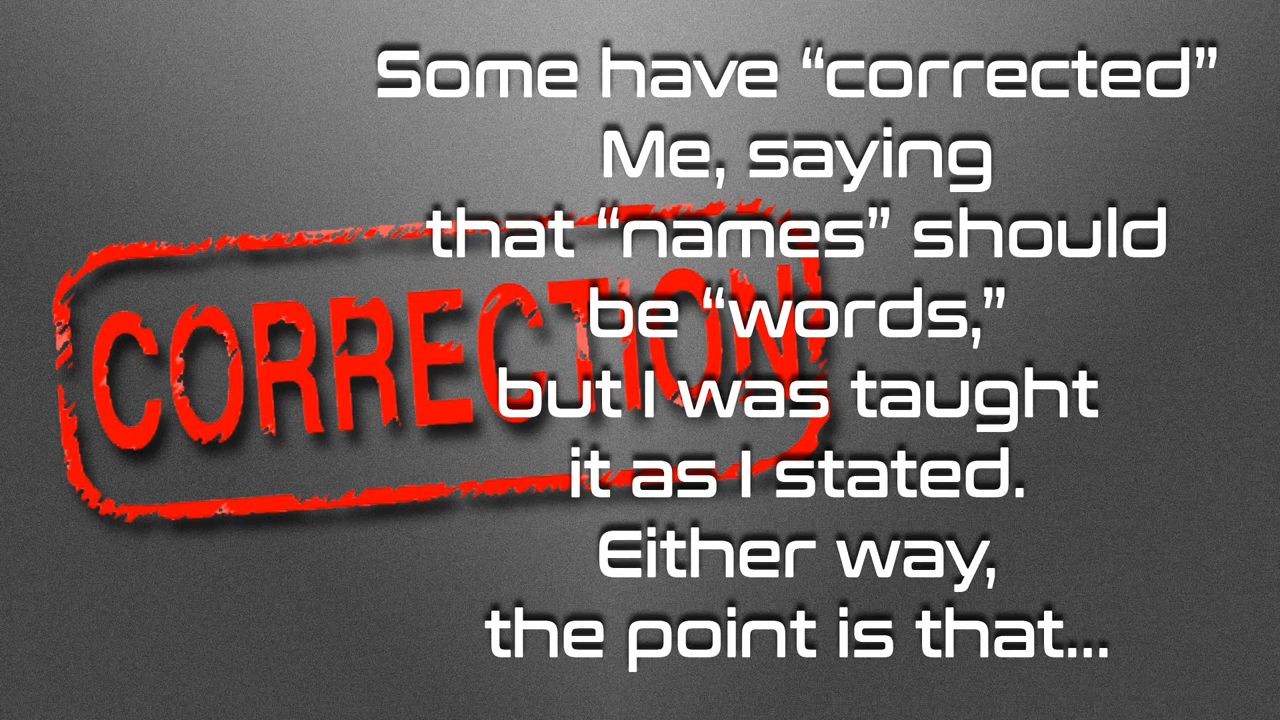 Some have “corrected”
Me, saying
that “names” should
be “words,”
but I was taught
it as I stated.
Either way,
the point is that...
CORRECTION